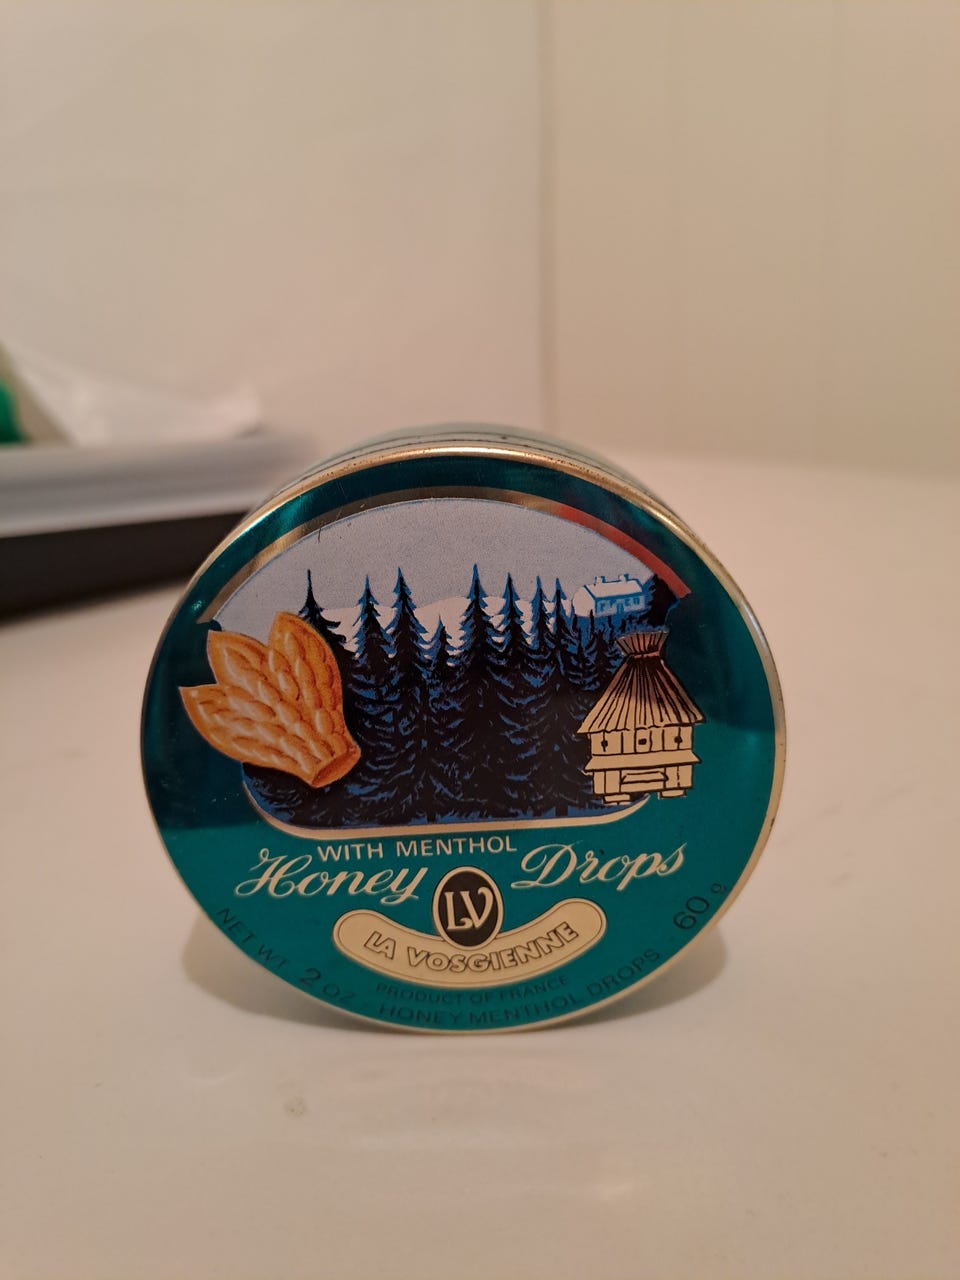 WITH MENTHOL
Honey Drops
LV
LA VOSGIENNE
PRODUCT OF FRANCE
NET WT 2 OZ - HONEY MENTHOL DROPS - 60 g